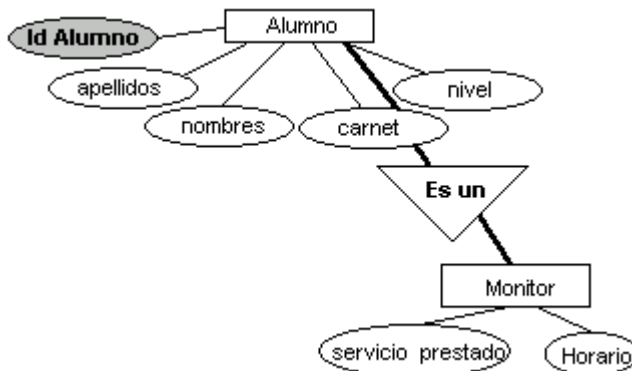 Alumno
Id Alumno
apellidos
nivel
nombres
carnet
Es un
Monitor
servicio prestado
Horario